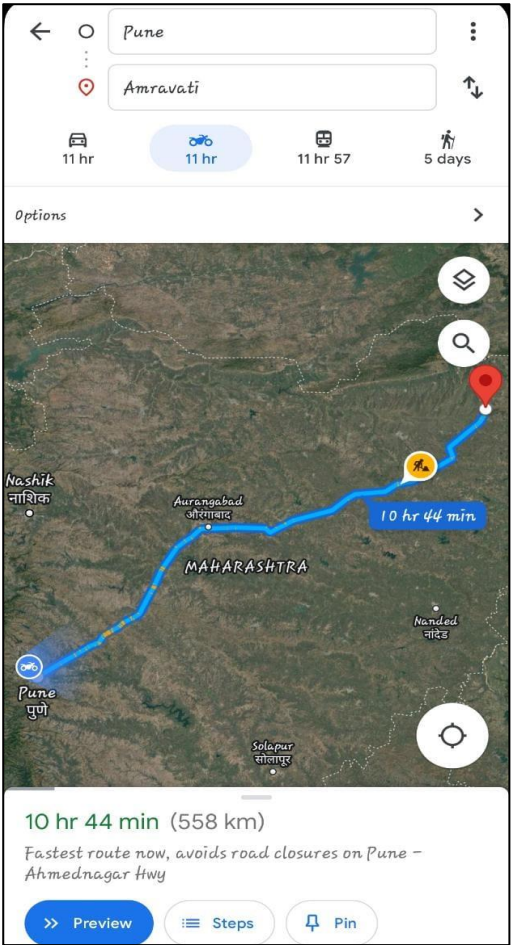 Pune
Amravati
11 hr
11 hr
11 hr 57
5 days
Options
Nashik
नाशिक
Aurangabad
औरंगाबाद
10 hr 44 min
MAHARASHTRA
Nanded
नांदेड
Pune
पुणे
Solapur
सोलापूर
10 hr 44 min (558 km)
Fastest route now, avoids road closures on Pune –
Ahmednagar Hwy
Preview
Steps
Pin